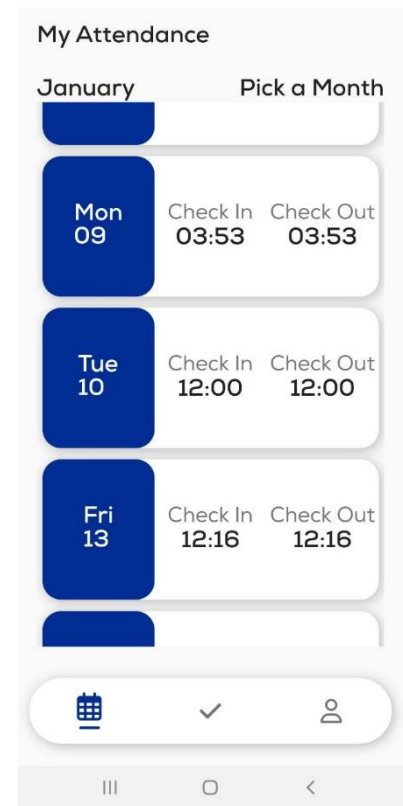 My Attendance
January Pick a Month
Mon Check In Check Out
09 03:53 03:53
Tue Check In Check Out
10 12:00 12:00
Fri Check In Check Out
13 12:16 12:16